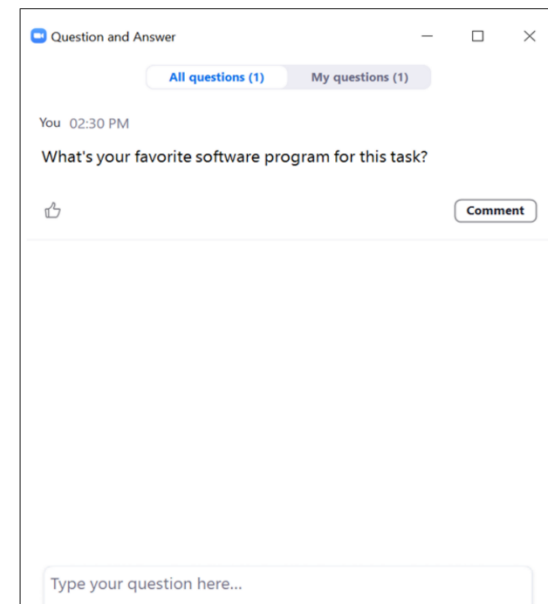 Question and Answer
All questions (1) My questions (1)
You 02:30 PM
What's your favorite software program for this task?
Comment
Type your question here...